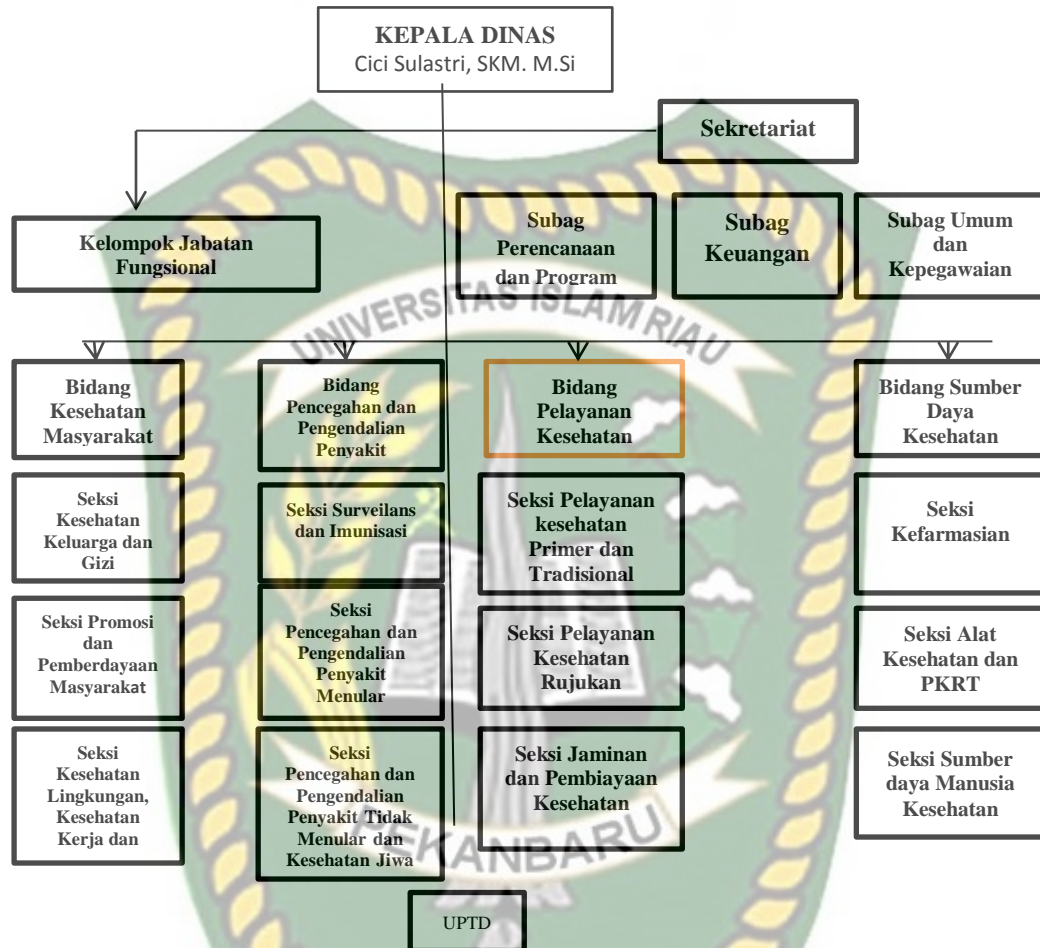 KEPALA DINAS
Cici Sulastri, SKM. M.Si
Sekretariat
Kelompok Jabatan
Fungsional
Subag
Perencanaan
dan Program
Subag
Keuangan
Subag Umum
dan
Kepegawaian
UNIVERSITAS ISLAM RIAU
Bidang
Kesehatan
Masyarakat
Bidang
Pencegahan dan
Pengendalian
Penyakit
Bidang
Pelayanan
Kesehatan
Bidang Sumber
Daya
Kesehatan
Seksi
Kesehatan
Keluarga dan
Gizi
Seksi Surveilans
dan Imunisasi
Seksi Pelayanan
kesehatan
Primer dan
Tradisional
Seksi
Kefarmasian
Seksi Promosi
dan
Pemberdayaan
Masyarakat
Seksi
Pencegahan dan
Pengendalian
Penyakit
Menular
Seksi Pelayanan
Kesehatan
Rujukan
Seksi Alat
Kesehatan dan
PKRT
Seksi
Kesehatan
Lingkungan,
Kesehatan
Kerja dan
Seksi
Pencegahan dan
Pengendalian
Penyakit Tidak
Menular dan
Kesehatan Jiwa
Seksi Jaminan
dan Pembiayaan
Kesehatan
Seksi Sumber
daya Manusia
Kesehatan
PEKANBARU
UPTD